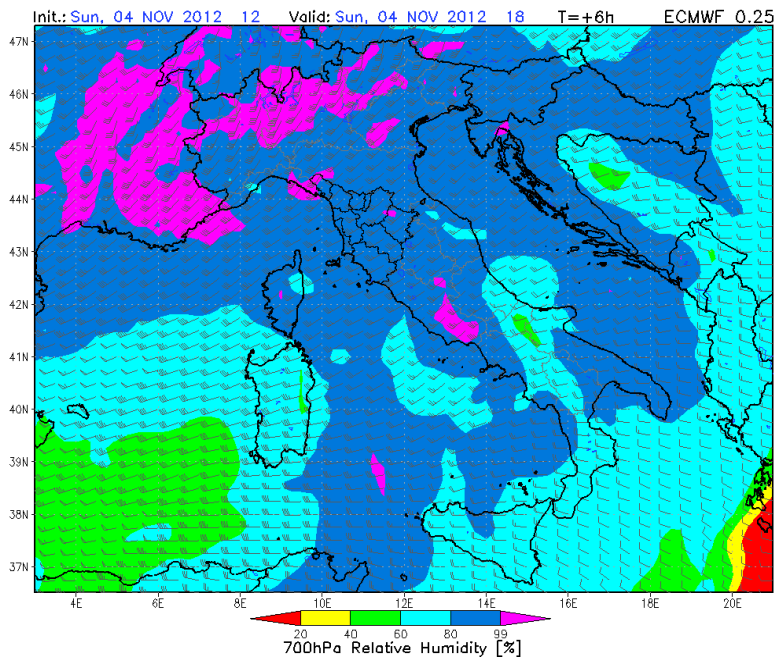 Init.: Sun, 04 NOV 2012 12 Valid: Sun, 04 NOV 2012 18 T=+6h ECMWF 0.25
47N
46N
45N
44N
43N
42N
41N
40N
39N
38N
37N
4E 6E 8E 10E 12E 14E 16E 18E 20E
20 40 60 80 99
700hPa Relative Humidity [%]